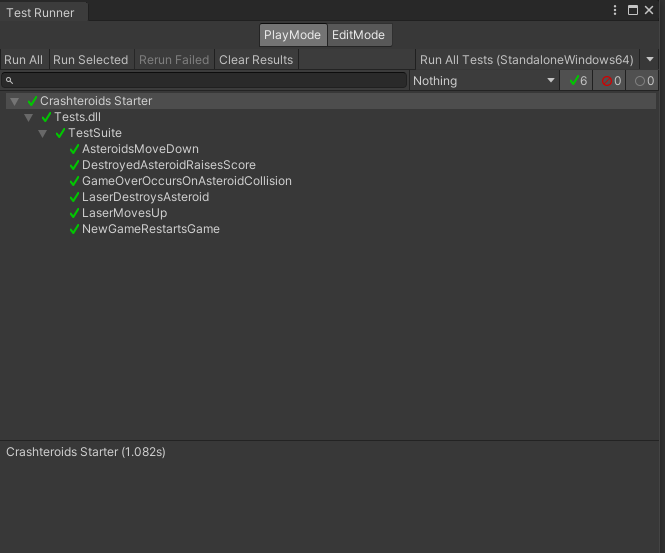 Test Runner
PlayMode EditMode
Run All Run Selected Rerun Failed Clear Results Run All Tests (StandaloneWindows64)
Nothing 6 0 0
Crashteroids Starter
Tests.dll
TestSuite
AsteroidsMoveDown
DestroyedAsteroidRaisesScore
GameOverOccursOnAsteroidCollision
LaserDestroysAsteroid
LaserMovesUp
NewGameRestartsGame
Crashteroids Starter (1.082s)